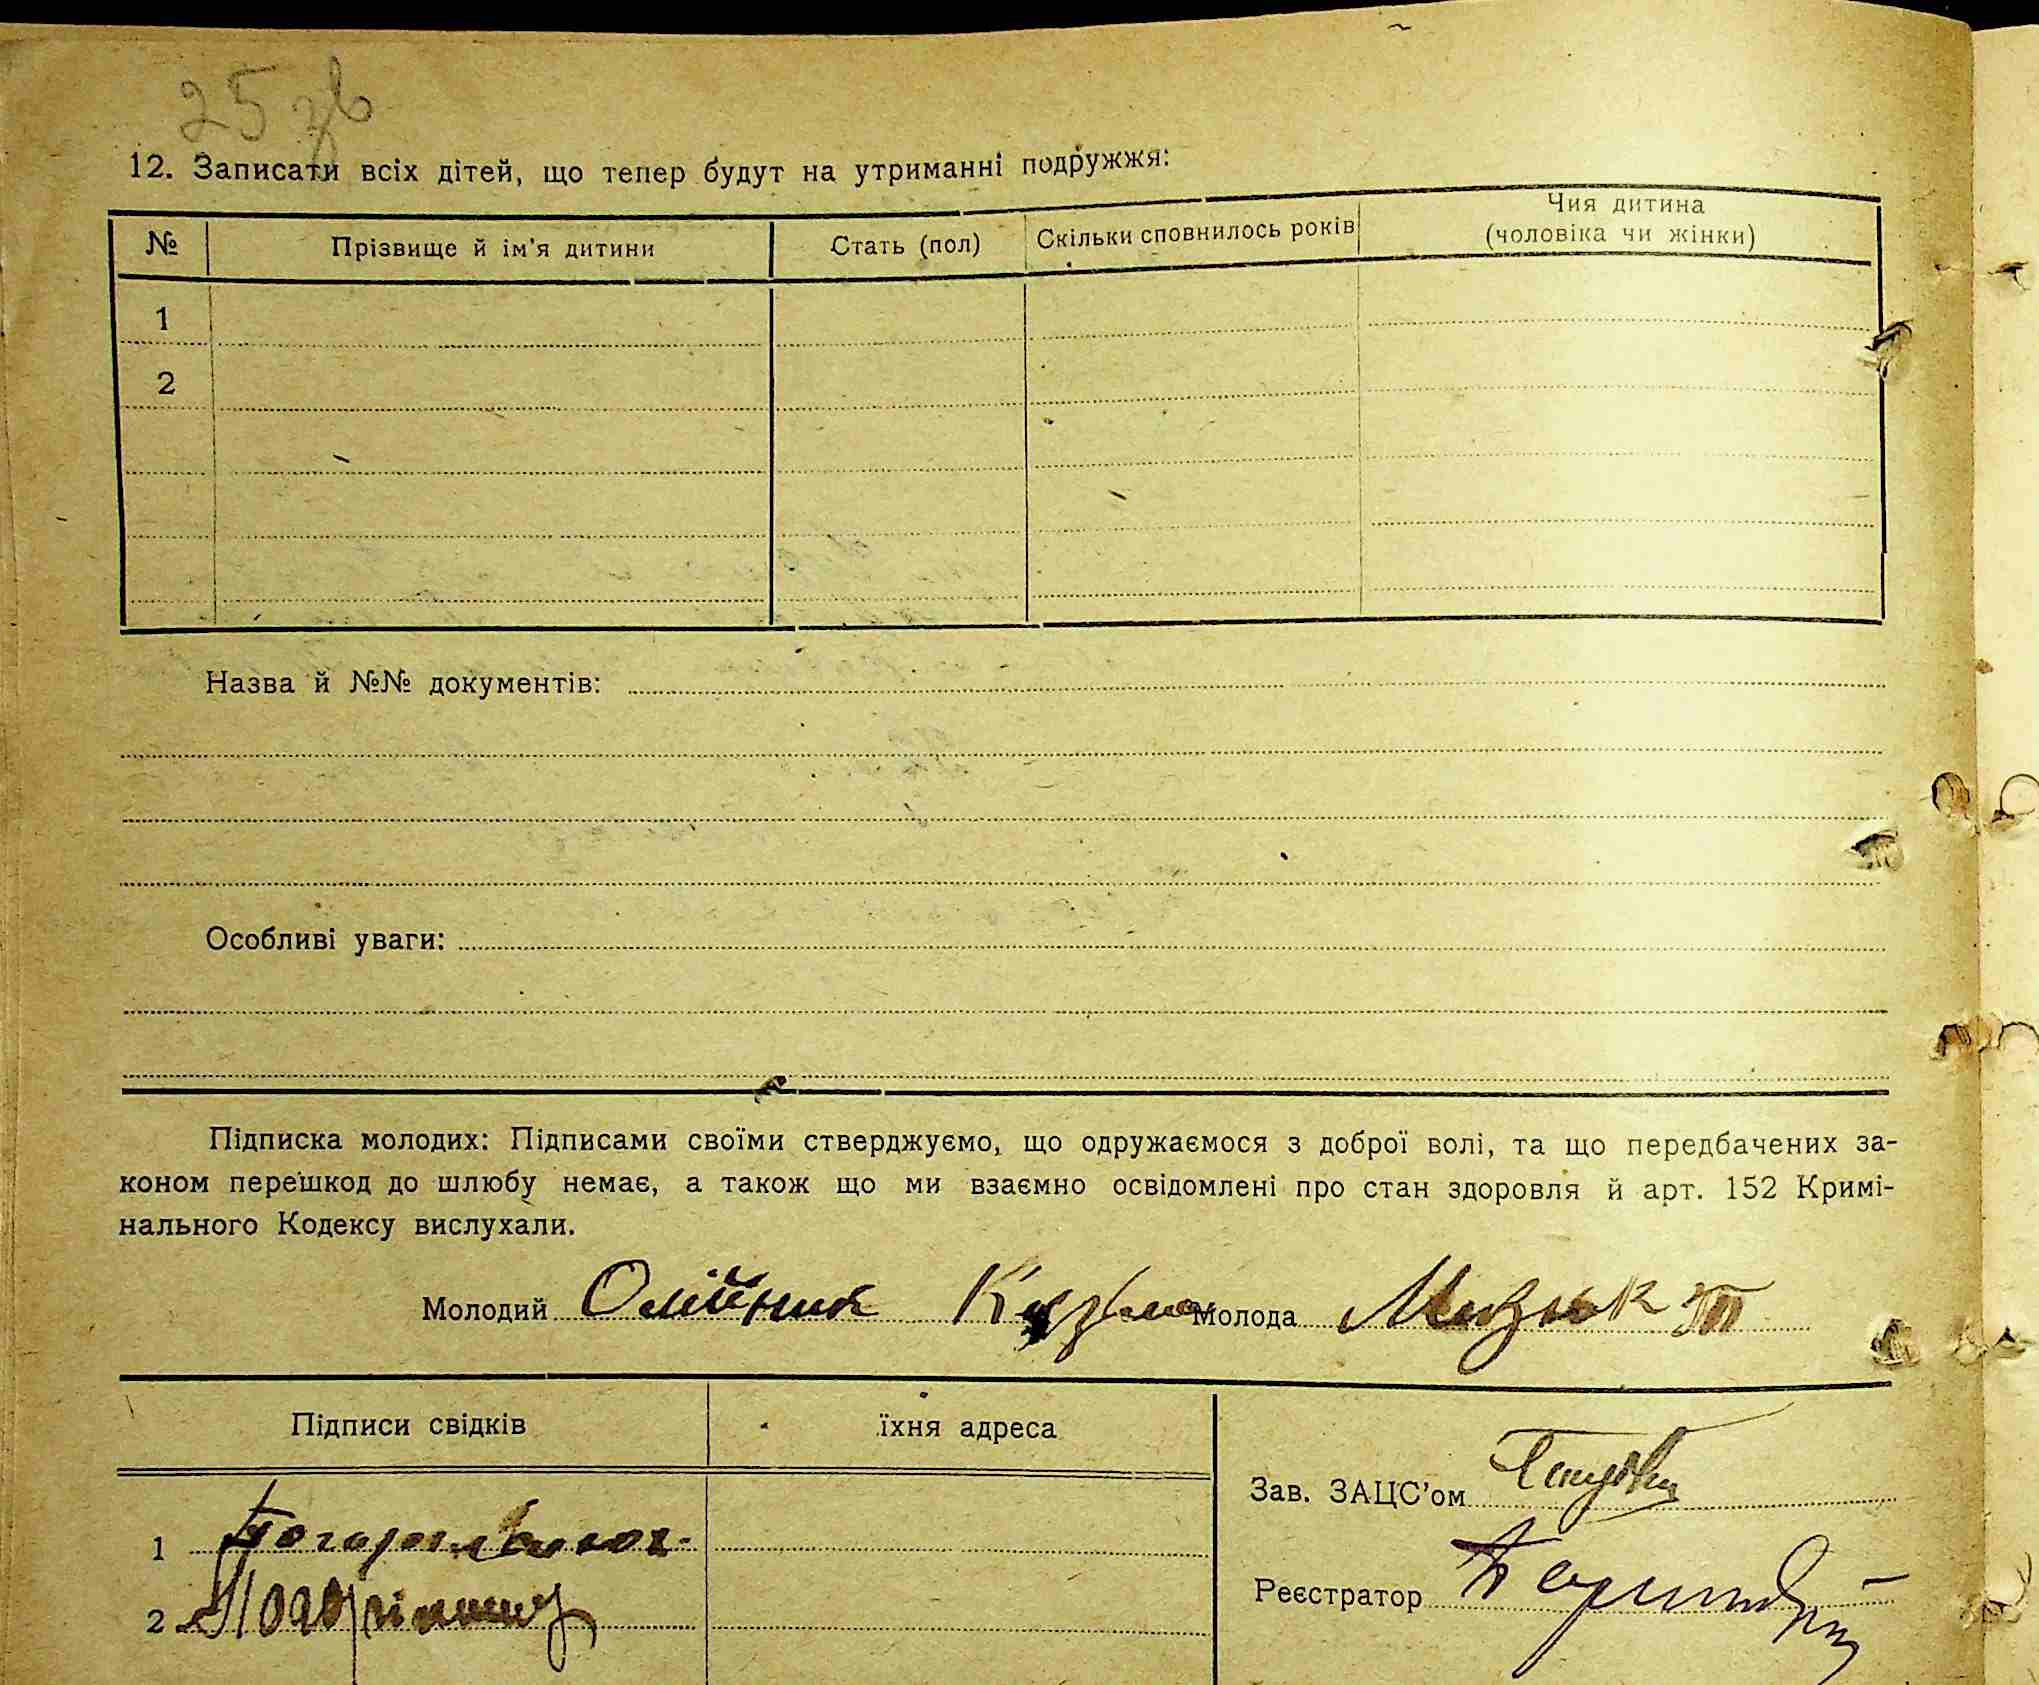 25 зв
12. Записати всіх дітей, що тепер будут на утриманні подружжя:
№ Прізвище й ім'я дитини Стать (пол) Скільки сповнилось років Чия дитина (чоловіка чи жінки)
1
2
Назва й №№ документів:
Особливі уваги:
Підписка молодих: Підписами своїми стверджуємо, що одружаємося з доброї волі, та що передбачених за-
коном перешкод до шлюбу немає, а також що ми взаємно освідомлені про стан здоровля й арт. 152 Кримі-
нального Кодексу вислухали.
Молодий Олійник Кузьма Молода Мизюк
Підписи свідків їхня адреса
Зав. ЗАЦС'ом
1
Реєстратор
2